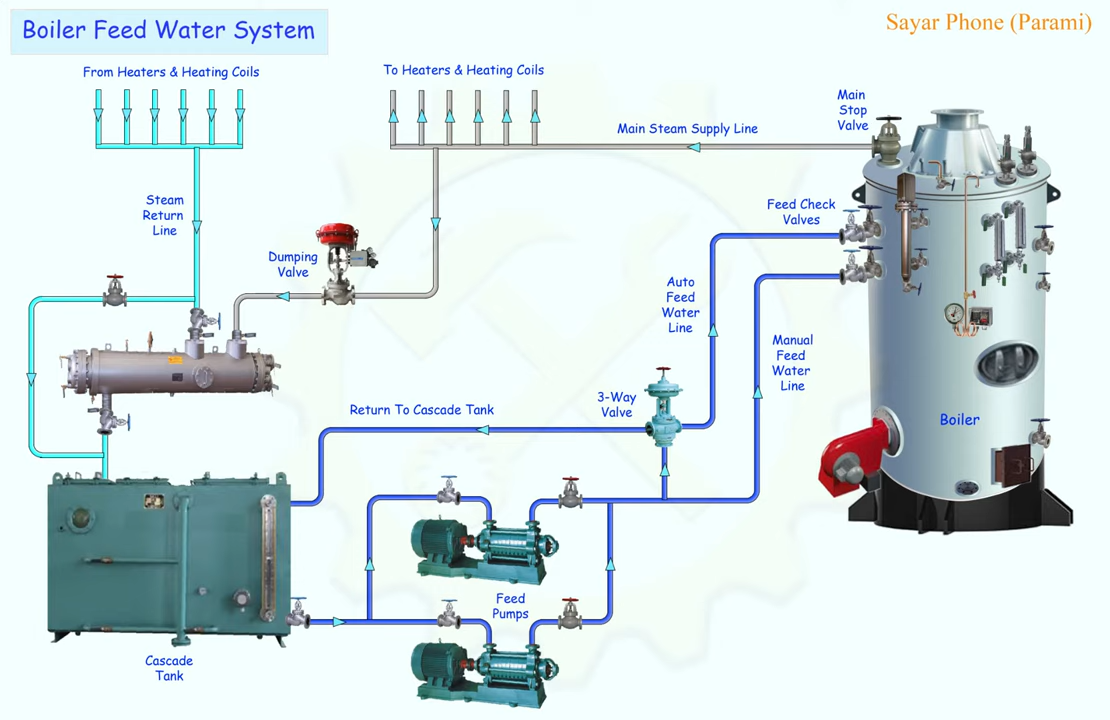 Boiler Feed Water System
Sayar Phone (Parami)
From Heaters & Heating Coils
To Heaters & Heating Coils
Main
Stop
Valve
Main Steam Supply Line
Steam
Return
Line
Feed Check
Valves
Dumping
Valve
Auto
Feed
Water
Line
Manual
Feed
Water
Line
3-Way
Valve
Return To Cascade Tank
Boiler
Feed
Pumps
Cascade
Tank